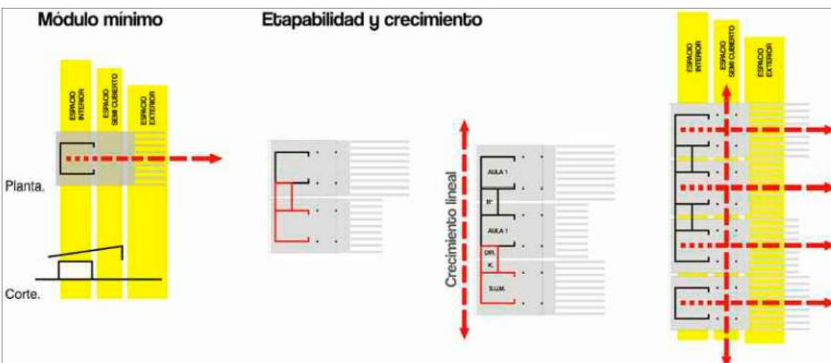 Módulo mínimo
Etapabilidad y crecimiento
ESPACIO
INTERIOR
ESPACIO
SEMI CUBIERTO
ESPACIO
EXTERIOR
Planta.
Corte.
Crecimiento lineal
AULA 1
AULA 1
DIR.
K.
S.U.M.
ESPACIO
INTERIOR
ESPACIO
SEMI CUBIERTO
ESPACIO
EXTERIOR